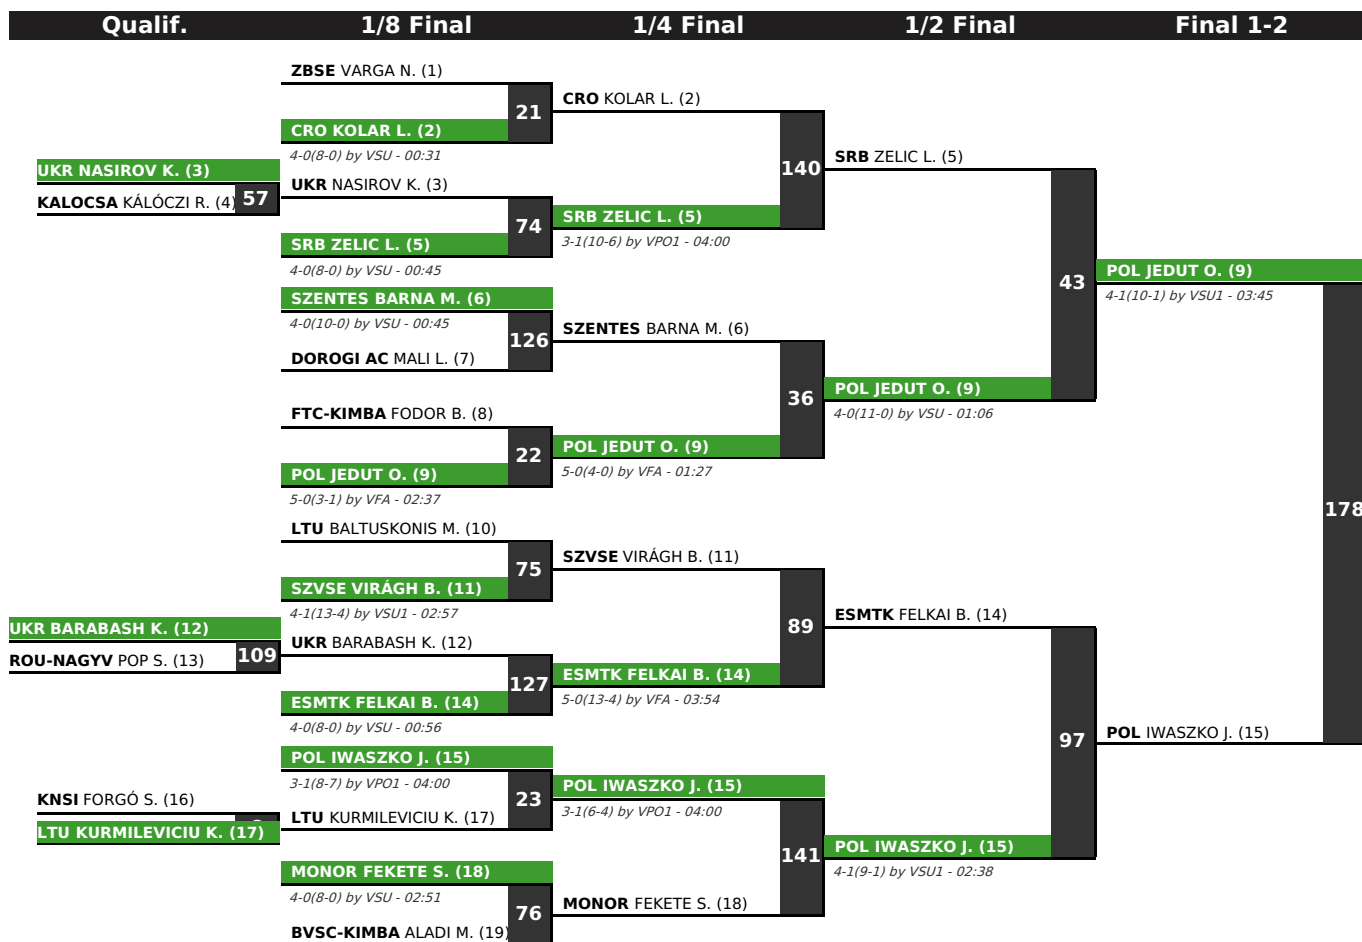 Qualif.
1/8 Final
1/4 Final
1/2 Final
Final 1-2
UKR NASIROV K. (3)
KALOCSA KÁLÓCZI R. (4)
57
UKR BARABASH K. (12)
ROU-NAGYV POP S. (13)
109
KNSI FORGÓ S. (16)
LTU KURMILEVICIU K. (17)
ZBSE VARGA N. (1)
21
CRO KOLAR L. (2)
4-0(8-0) by VSU - 00:31
UKR NASIROV K. (3)
74
SRB ZELIC L. (5)
4-0(8-0) by VSU - 00:45
SZENTES BARNA M. (6)
4-0(10-0) by VSU - 00:45
126
DOROGI AC MALI L. (7)
FTC-KIMBA FODOR B. (8)
22
POL JEDUT O. (9)
5-0(3-1) by VFA - 02:37
LTU BALTUSKONIS M. (10)
75
SZVSE VIRÁGH B. (11)
4-1(13-4) by VSU1 - 02:57
UKR BARABASH K. (12)
127
ESMTK FELKAI B. (14)
4-0(8-0) by VSU - 00:56
POL IWASZKO J. (15)
3-1(8-7) by VPO1 - 04:00
23
LTU KURMILEVICIU K. (17)
MONOR FEKETE S. (18)
4-0(8-0) by VSU - 02:51
76
BVSC-KIMBA ALADI M. (19)
CRO KOLAR L. (2)
140
SRB ZELIC L. (5)
3-1(10-6) by VPO1 - 04:00
SZENTES BARNA M. (6)
36
POL JEDUT O. (9)
5-0(4-0) by VFA - 01:27
SZVSE VIRÁGH B. (11)
89
ESMTK FELKAI B. (14)
5-0(13-4) by VFA - 03:54
POL IWASZKO J. (15)
3-1(6-4) by VPO1 - 04:00
141
MONOR FEKETE S. (18)
SRB ZELIC L. (5)
43
POL JEDUT O. (9)
4-0(11-0) by VSU - 01:06
ESMTK FELKAI B. (14)
97
POL IWASZKO J. (15)
4-1(9-1) by VSU1 - 02:38
POL JEDUT O. (9)
4-1(10-1) by VSU1 - 03:45
178
POL IWASZKO J. (15)